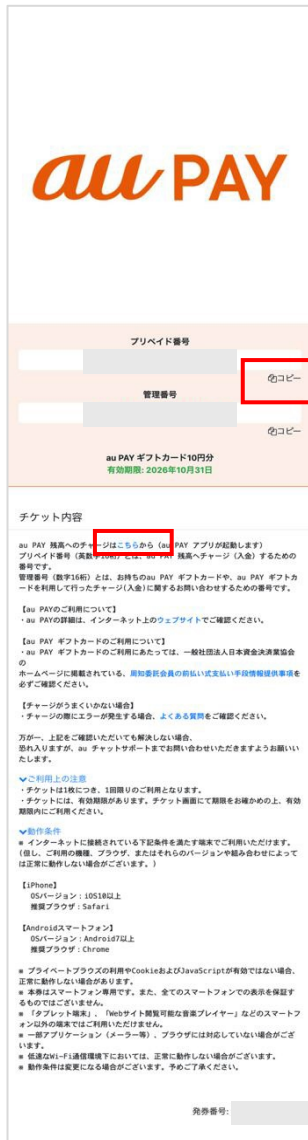 au PAY
プリペイド番号
コピー
管理番号
コピー
au PAY ギフトカード10円分
有効期限: 2026年10月31日
チケット内容
au PAY 残高へのチャージはこちらから（au PAY アプリが起動します）
プリペイド番号（英数字16桁）とは、au PAY 残高へチャージ（入金）するための
番号です。
管理番号（数字16桁）とは、お持ちのau PAY ギフトカードや、au PAY ギフトカ
ードを利用して行ったチャージ(入金)に関するお問い合わせするための番号です。
【au PAYのご利用について】
・au PAYの詳細は、インターネット上のウェブサイトでご確認ください。
【au PAY ギフトカードのご利用について】
・au PAY ギフトカードのご利用にあたっては、一般社団法人日本資金決済業協会
の
ホームページに掲載されている、周知委託会員の前払い式支払い手段情報提供事項を
必ずご確認ください。
【チャージがうまくいかない場合】
・チャージの際にエラーが発生する場合、よくある質問をご確認ください。
万が一、上記をご確認いただいても解決しない場合、
恐れ入りますが、au チャットサポートまでお問い合わせいただきますようお願いい
たします。
ご利用上の注意
・チケットは1枚につき、1回限りのご利用となります。
・チケットには、有効期限があります。チケット画面にて期限をお確かめの上、有効
期限内にご利用ください。
動作条件
※ インターネットに接続されている下記条件を満たす端末でご利用いただけます。
(但し、ご利用の機種、ブラウザ、またはそれらのバージョンや組み合わせによって
は正常に動作しない場合がございます。)
【iPhone】
OSバージョン：iOS10以上
推奨ブラウザ：Safari
【Androidスマートフォン】
OSバージョン：Android7以上
推奨ブラウザ：Chrome
※ プライベートブラウズの利用やCookieおよびJavaScriptが有効ではない場合、
正常に動作しない場合があります。
※ 本券はスマートフォン専用です。また、全てのスマートフォンでの表示を保証す
るものではございません。
※ 「タブレット端末」、「Webサイト閲覧可能な音楽プレイヤー」などのスマートフ
ォン以外の端末ではご利用いただけません。
※ 一部アプリケーション（メーラー等）、ブラウザには対応していない場合がござ
います。
※ 低速なWi-Fi通信環境下においては、正常に動作しない場合がございます。
※ 動作条件は変更になる場合がございます。予めご了承ください。
発券番号: